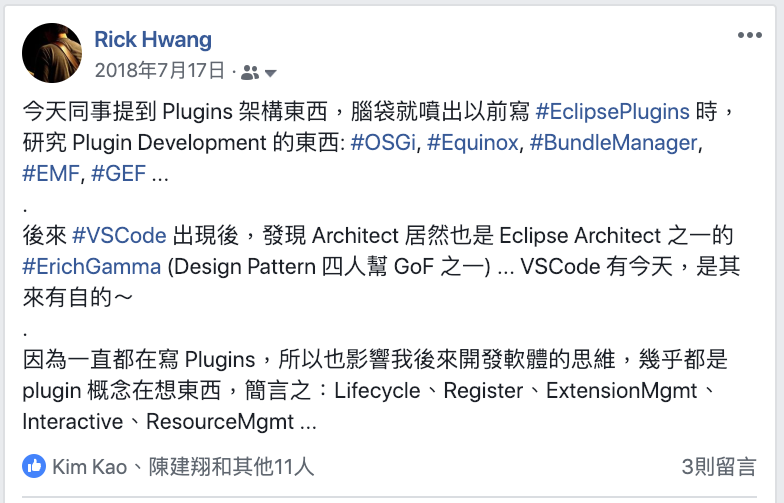 Rick Hwang
2018年7月17日 ·
今天同事提到 Plugins 架構東西，腦袋就噴出以前寫 #EclipsePlugins 時，
研究 Plugin Development 的東西: #OSGi, #Equinox, #BundleManager,
#EMF, #GEF ...
.
後來 #VSCode 出現後，發現 Architect 居然也是 Eclipse Architect 之一的
#ErichGamma (Design Pattern 四人幫 GoF 之一) ... VSCode 有今天，是其
來有自的～
.
因為一直都在寫 Plugins，所以也影響我後來開發軟體的思維，幾乎都是
plugin 概念在想東西，簡言之：Lifecycle、Register、ExtensionMgmt、
Interactive、ResourceMgmt ...
Kim Kao、陳建翔和其他11人 3則留言